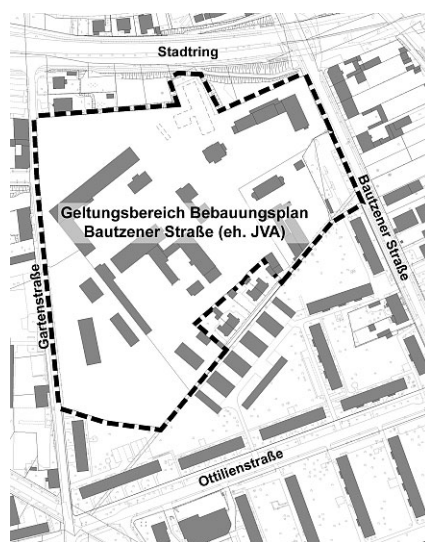 Stadtring
Geltungsbereich Bebauungsplan
Bautzener Straße (eh. JVA)
Bautzener Straße
Gartenstraße
Ottilienstraße